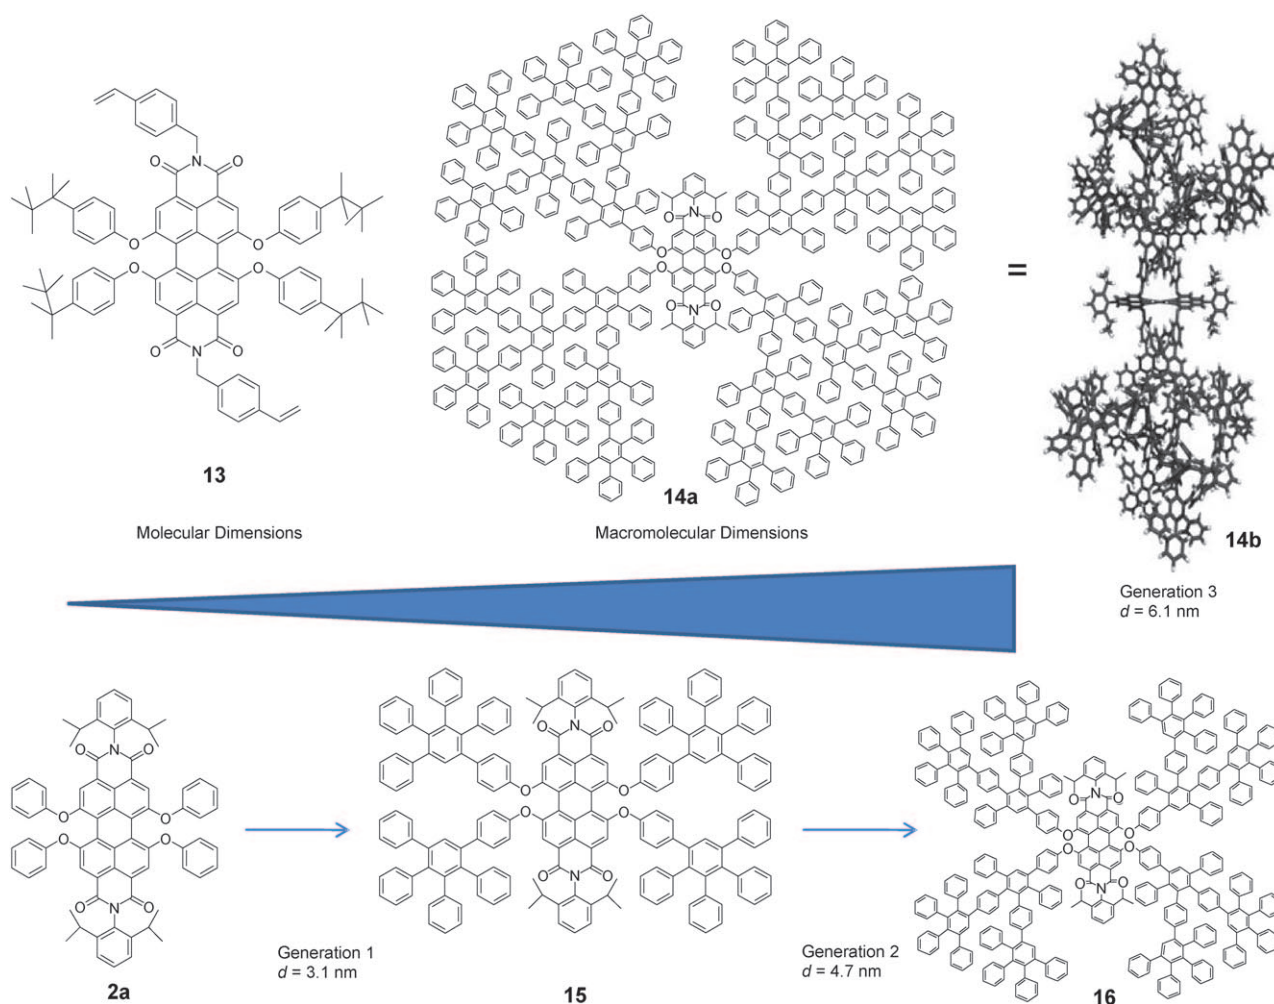 O
N
O
O
O
O
O
O
N
O
13
Molecular Dimensions
O
N
O
O
O
O
O
O
N
O
14a
Macromolecular Dimensions
=
14b
Generation 3
d = 6.1 nm
O
N
O
O
O
O
O
O
N
O
2a
Generation 1
d = 3.1 nm
O
N
O
O
O
O
O
O
N
O
15
Generation 2
d = 4.7 nm
O
N
O
O
O
O
O
O
N
O
16